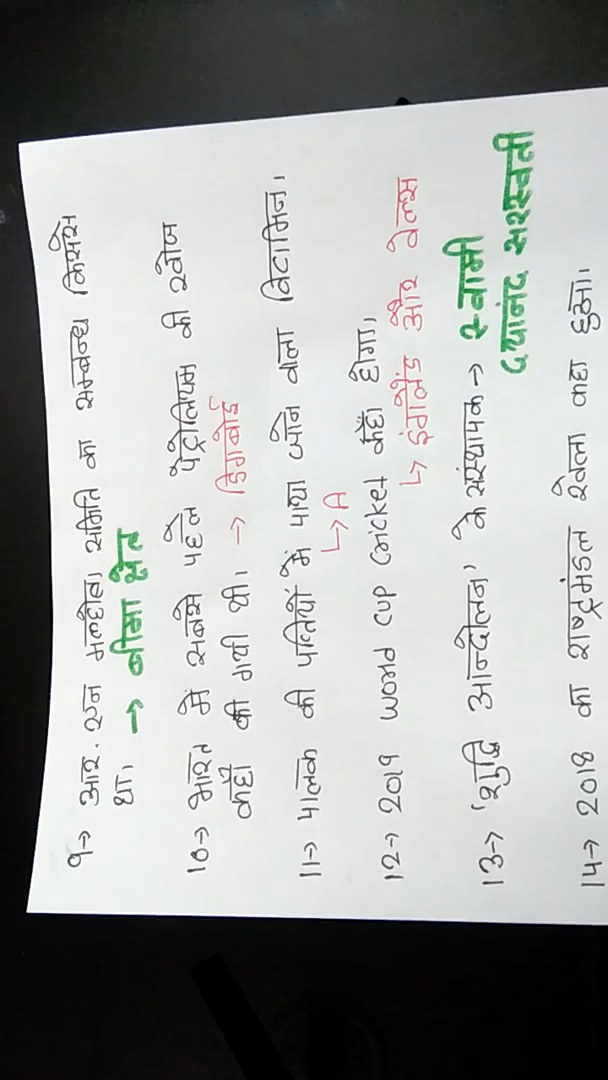 9→ आर. एन मल्होत्रा समिति का सम्बन्ध किससे
था। → बीमा क्षेत्र
10→ भारत में सबसे पहले पेट्रोलियम की खोज
कहाँ की गयी थी। → डिगबोई
11→ पालक की पत्तियों में पाया जाने वाला विटामिन।
↳ A
12→ 2019 World Cup Cricket कहाँ होगा।
↳ इंग्लैंड और वेल्स
13→ 'शुद्धि आन्दोलन' के संस्थापक→ स्वामी
दयानंद सरस्वती
14→ 2018 का राष्ट्रमंडल खेल कहा हुआ।